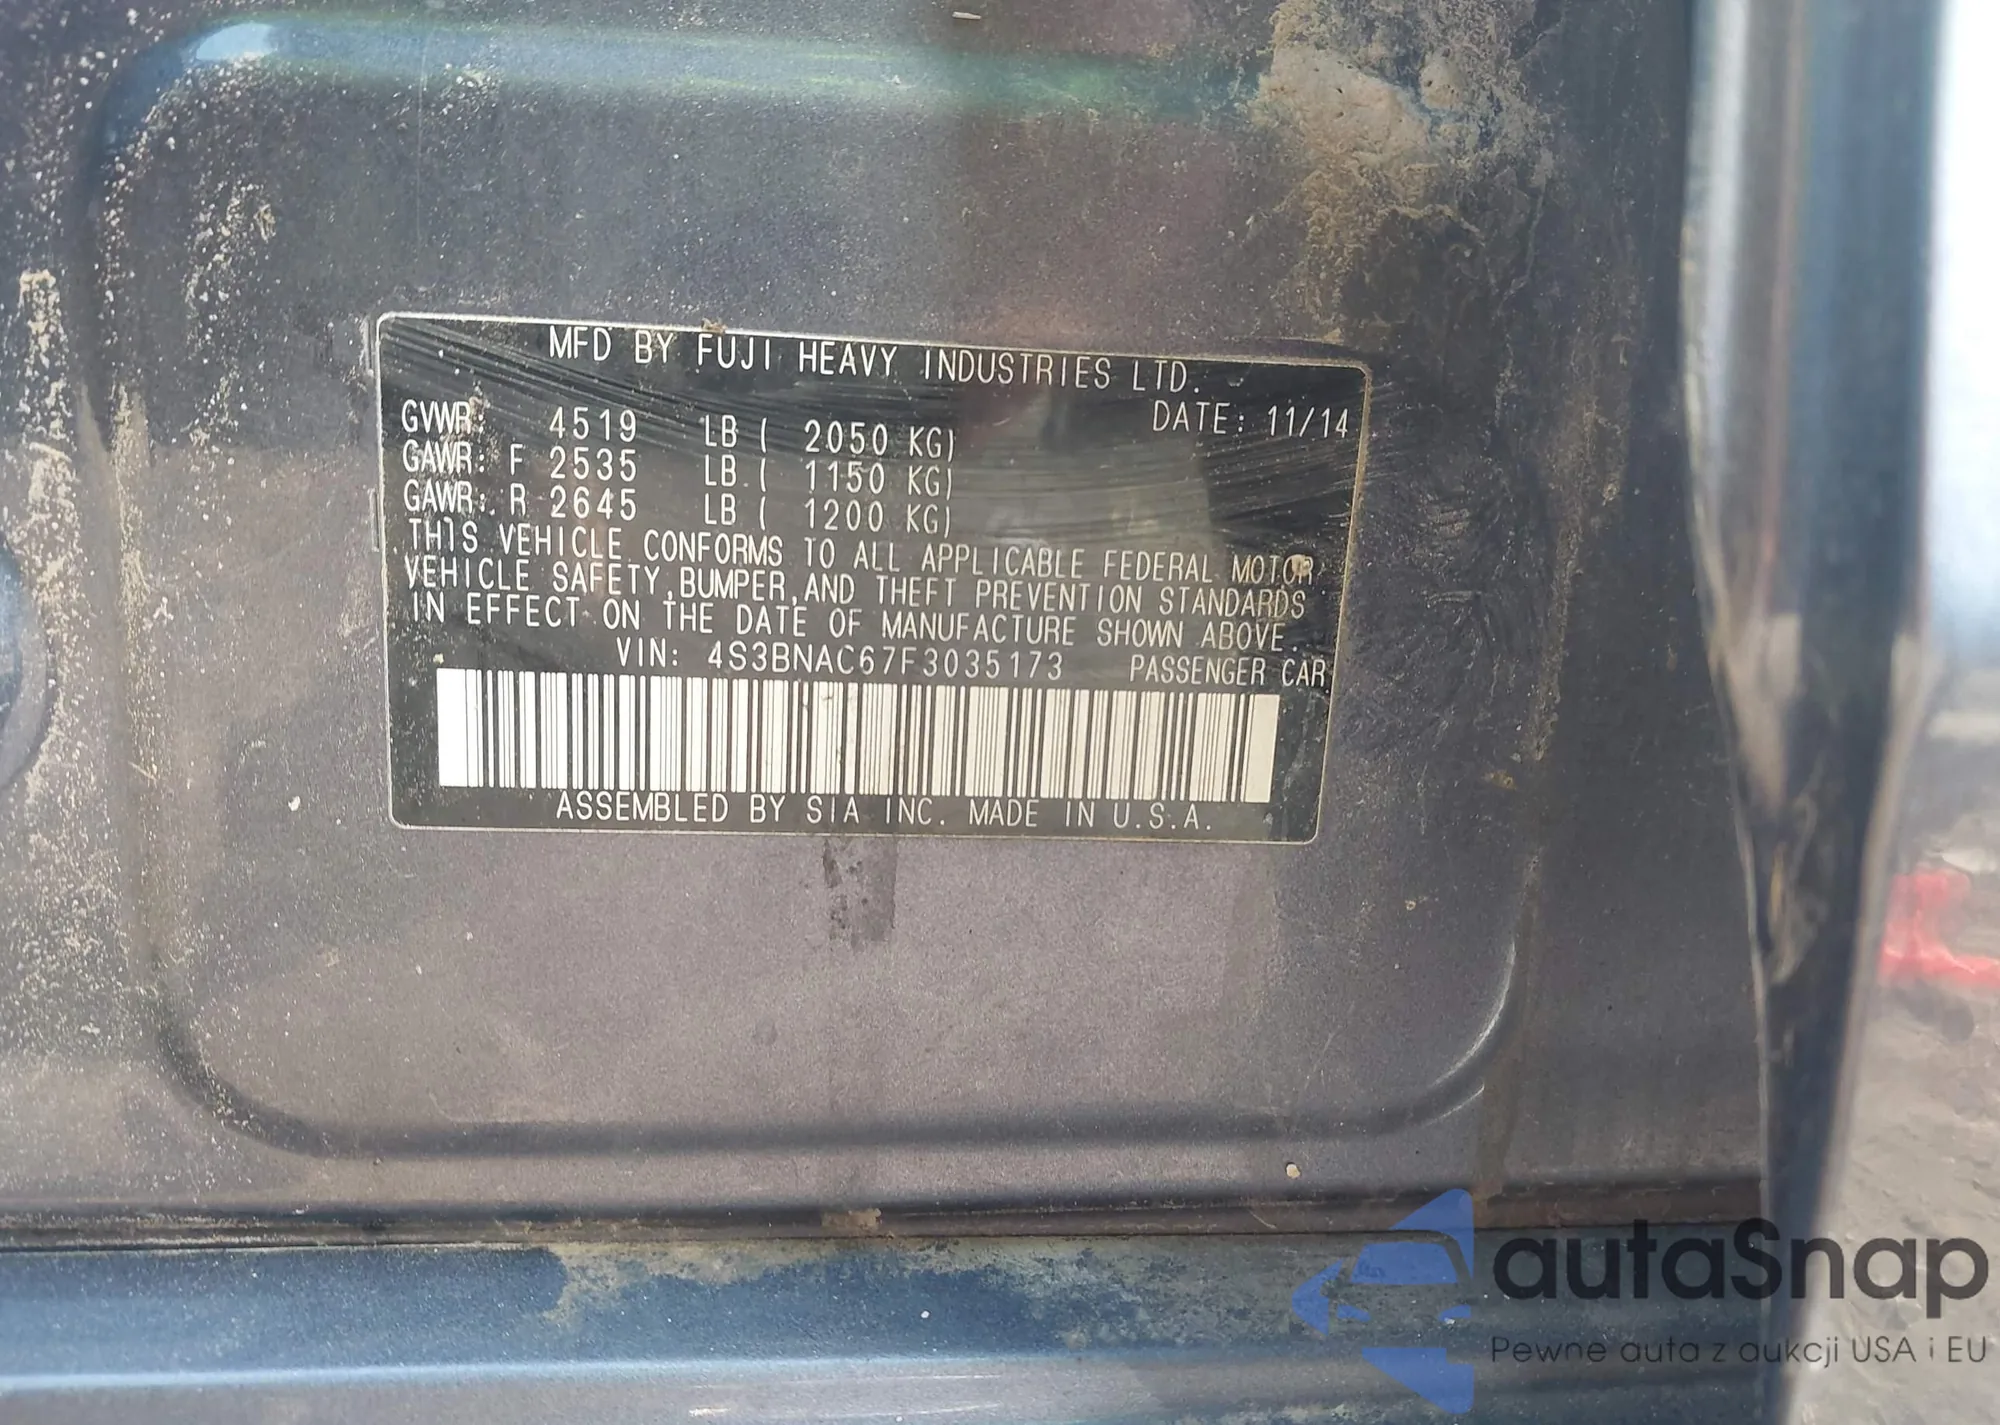 MFD BY FUJI HEAVY INDUSTRIES LTD.
DATE: 11/14
GVWR: 4519 LB ( 2050 KG)
GAWR: F 2535 LB ( 1150 KG)
GAWR: R 2645 LB ( 1200 KG)
THIS VEHICLE CONFORMS TO ALL APPLICABLE FEDERAL MOTOR
VEHICLE SAFETY,BUMPER,AND THEFT PREVENTION STANDARDS
IN EFFECT ON THE DATE OF MANUFACTURE SHOWN ABOVE.
VIN: 4S3BNAC67F3035173 PASSENGER CAR
ASSEMBLED BY SIA INC. MADE IN U.S.A.
autaSnap
Pewne auta z aukcji USA i EU